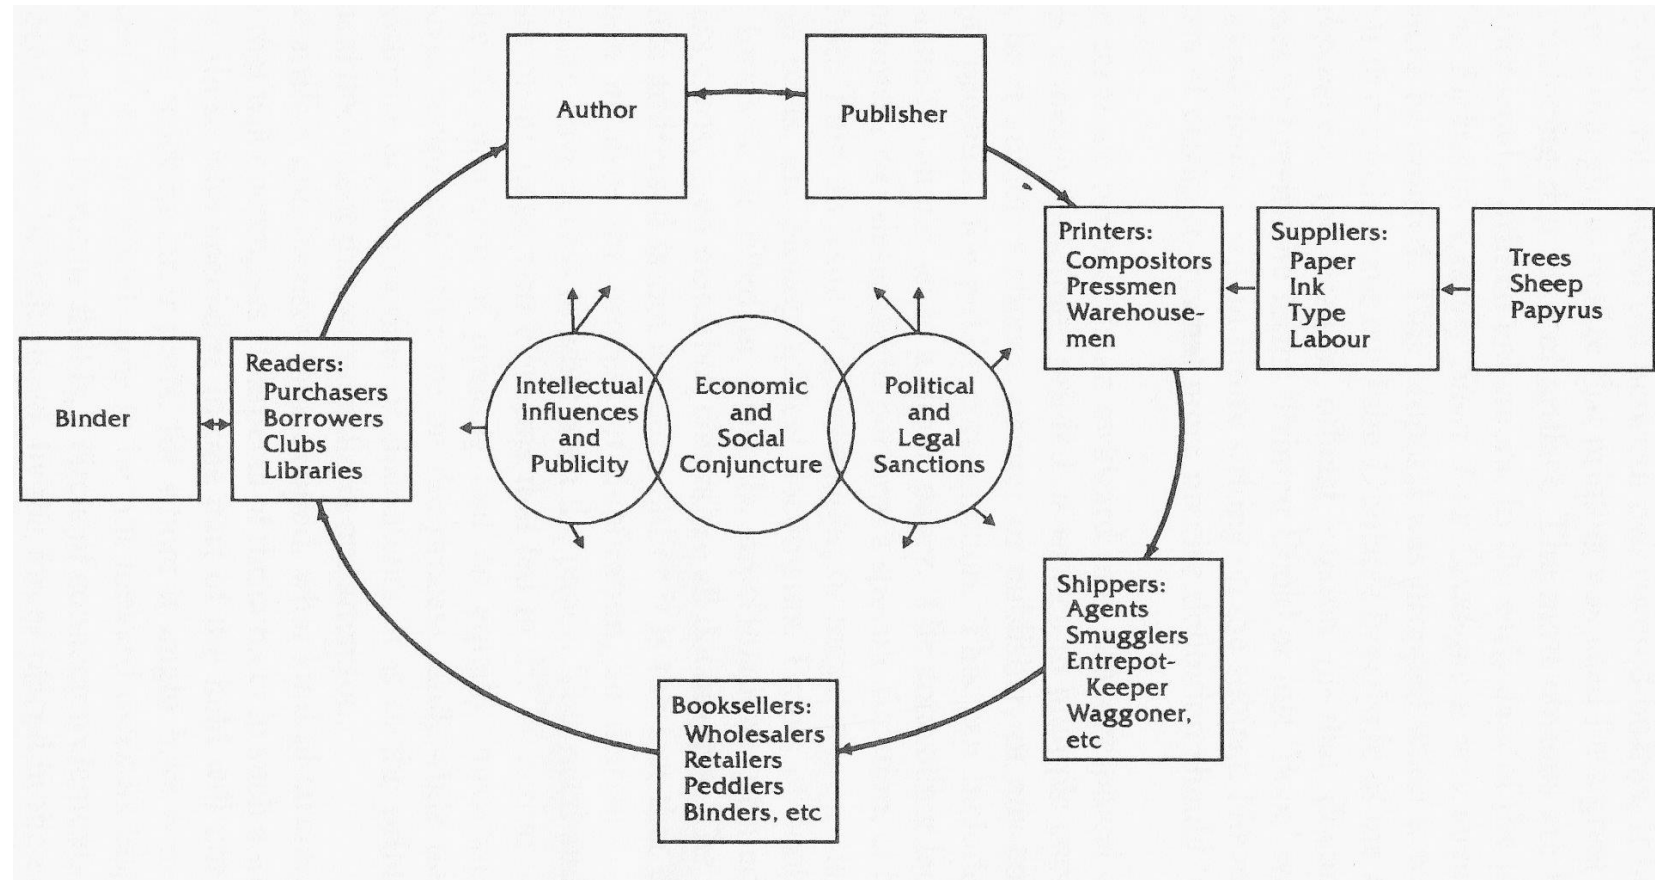 Author
Publisher
Printers:
Compositors
Pressmen
Warehouse-
men
Suppliers:
Paper
Ink
Type
Labour
Trees
Sheep
Papyrus
Binder
Readers:
Purchasers
Borrowers
Clubs
Libraries
Intellectual
Influences
and
Publicity
Economic
and
Social
Conjuncture
Political
and
Legal
Sanctions
Shippers:
Agents
Smugglers
Entrepot-
Keeper
Waggoner,
etc
Booksellers:
Wholesalers
Retailers
Peddlers
Binders, etc